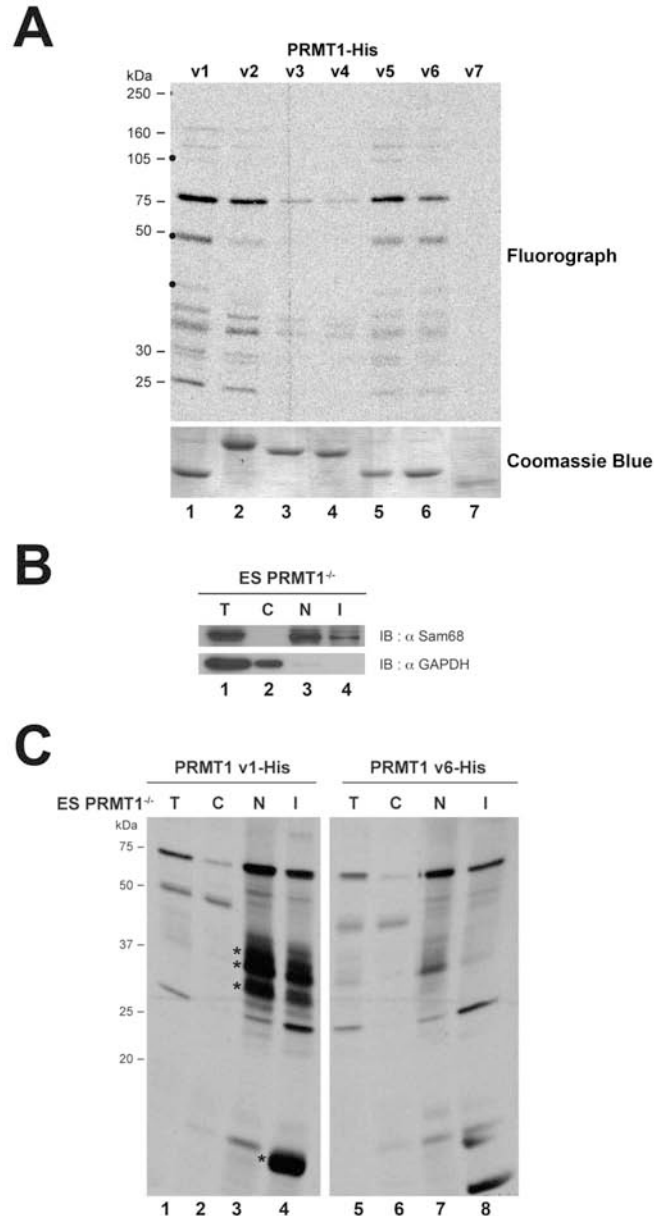 A
PRMT1-His
kDa v1 v2 v3 v4 v5 v6 v7
250
160
105
75
50
Fluorograph
30
25
Coomassie Blue
1 2 3 4 5 6 7
B
ES PRMT1-/-
T C N I
IB : α Sam68
IB : α GAPDH
1 2 3 4
C
PRMT1 v1-His PRMT1 v6-His
ES PRMT1-/- T C N I T C N I
kDa
75
50
37
*
*
*
25
20
*
1 2 3 4 5 6 7 8